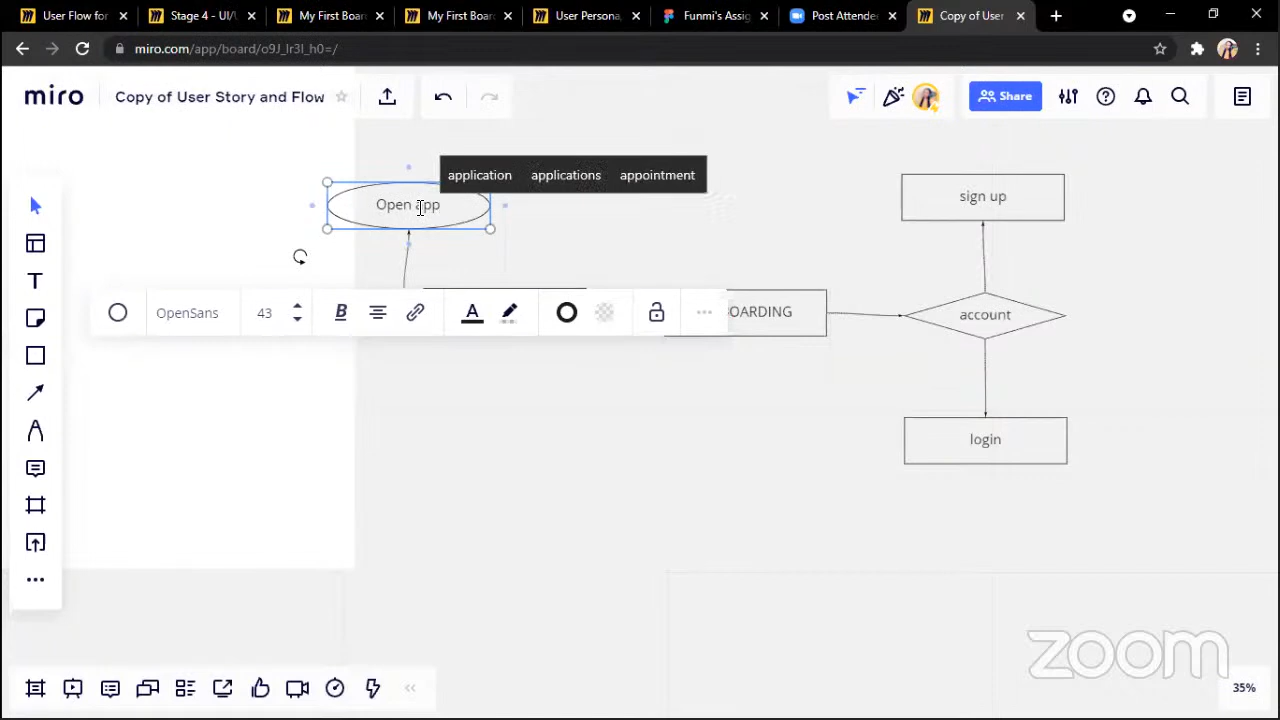 User Flow for
Stage 4 - UI/U
My First Boar
My First Boar
User Persona,
Funmi's Assig
Post Attende
Copy of User
miro.com/app/board/o9J_lr3l_h0=/
miro
Copy of User Story and Flow
Share
application applications appointment
Open app
sign up
OpenSans
43
B
A
BOARDING
account
login
zoom
35%